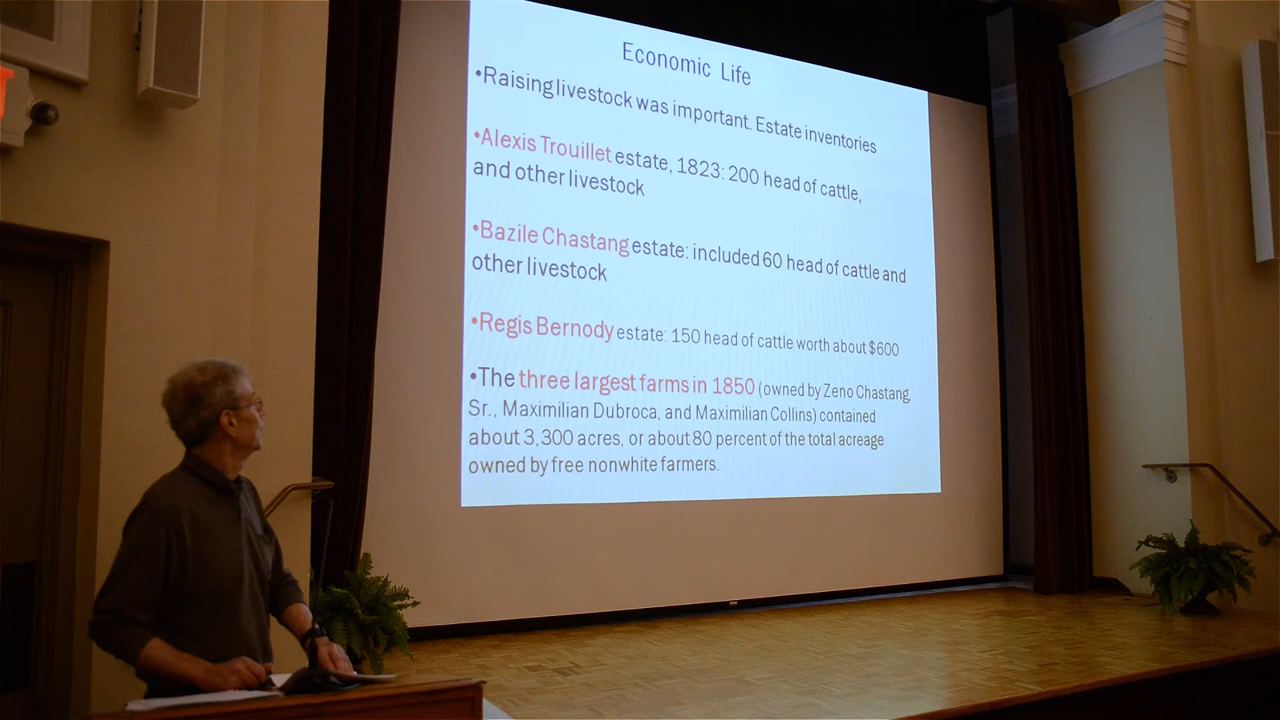 Economic Life
•Raising livestock was important. Estate inventories
•Alexis Trouillet estate, 1823: 200 head of cattle,
and other livestock
•Bazile Chastang estate: included 60 head of cattle and
other livestock
•Regis Bernody estate: 150 head of cattle worth about $600
•The three largest farms in 1850 (owned by Zeno Chastang,
Sr., Maximilian Dubroca, and Maximilian Collins) contained
about 3,300 acres, or about 80 percent of the total acreage
owned by free nonwhite farmers.